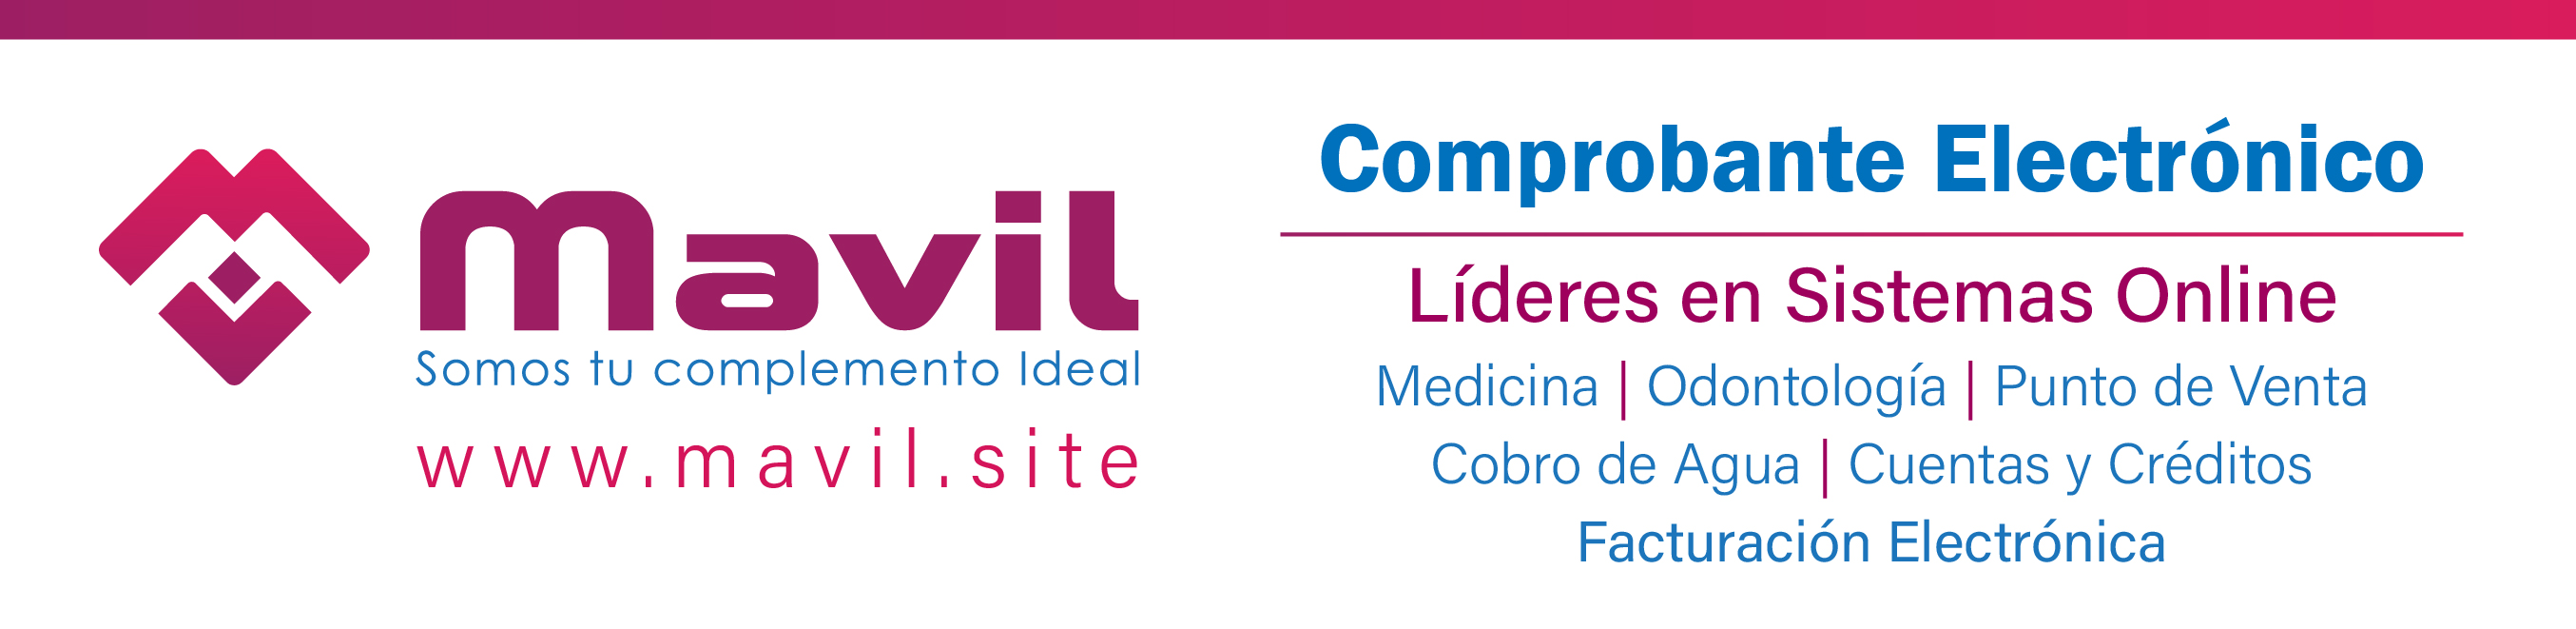 Mavil
Somos tu complemento Ideal
www.mavil.site
Comprobante Electrónico
Líderes en Sistemas Online
Medicina | Odontología | Punto de Venta
Cobro de Agua | Cuentas y Créditos
Facturación Electrónica